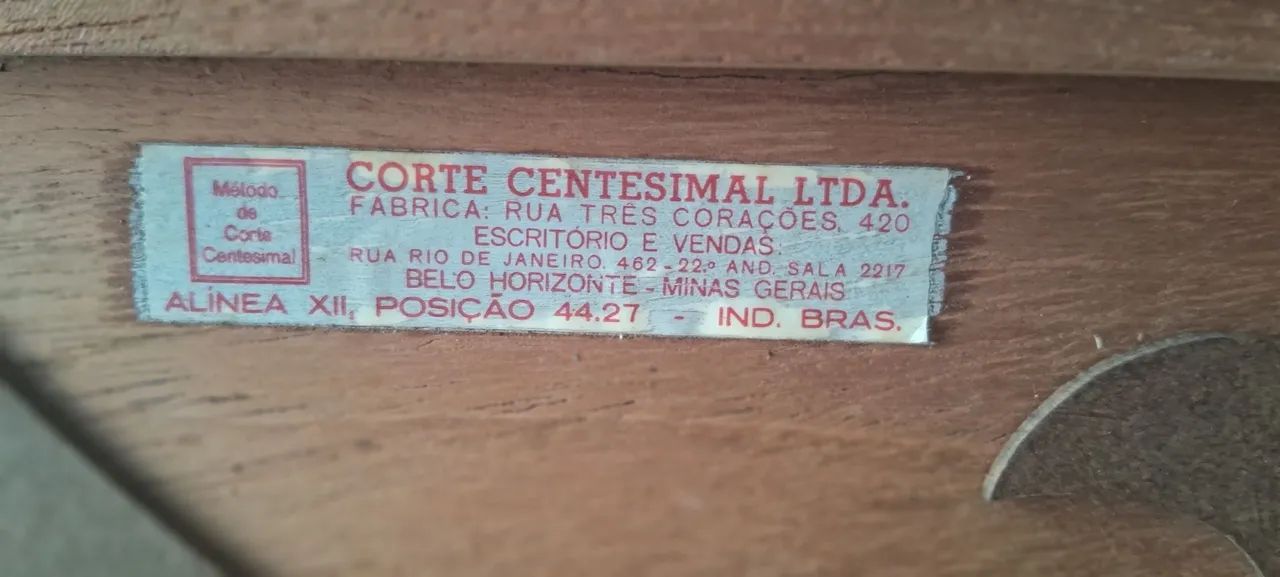 Método
de
Corte
Centesimal
CORTE CENTESIMAL LTDA.
FABRICA: RUA TRÊS CORAÇÕES, 420
ESCRITÓRIO E VENDAS:
RUA RIO DE JANEIRO, 462 - 22.º AND. SALA 2217
BELO HORIZONTE - MINAS GERAIS
ALÍNEA XII, POSIÇÃO 44.27 - IND. BRAS.